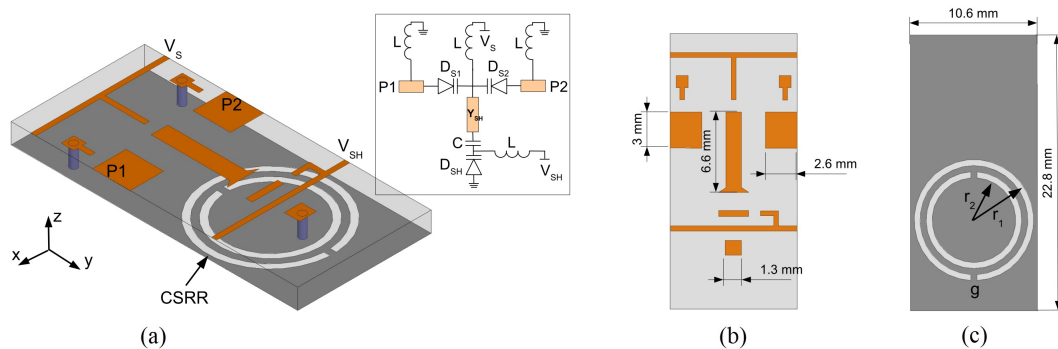 V_S
P2
P1
V_SH
z
x
y
CSRR
(a)
L
L
V_S
L
D_S1
D_S2
P1
P2
Y_SH
C
L
D_SH
V_SH
3 mm
6.6 mm
2.6 mm
1.3 mm
(b)
10.6 mm
22.8 mm
r_2
r_1
g
(c)